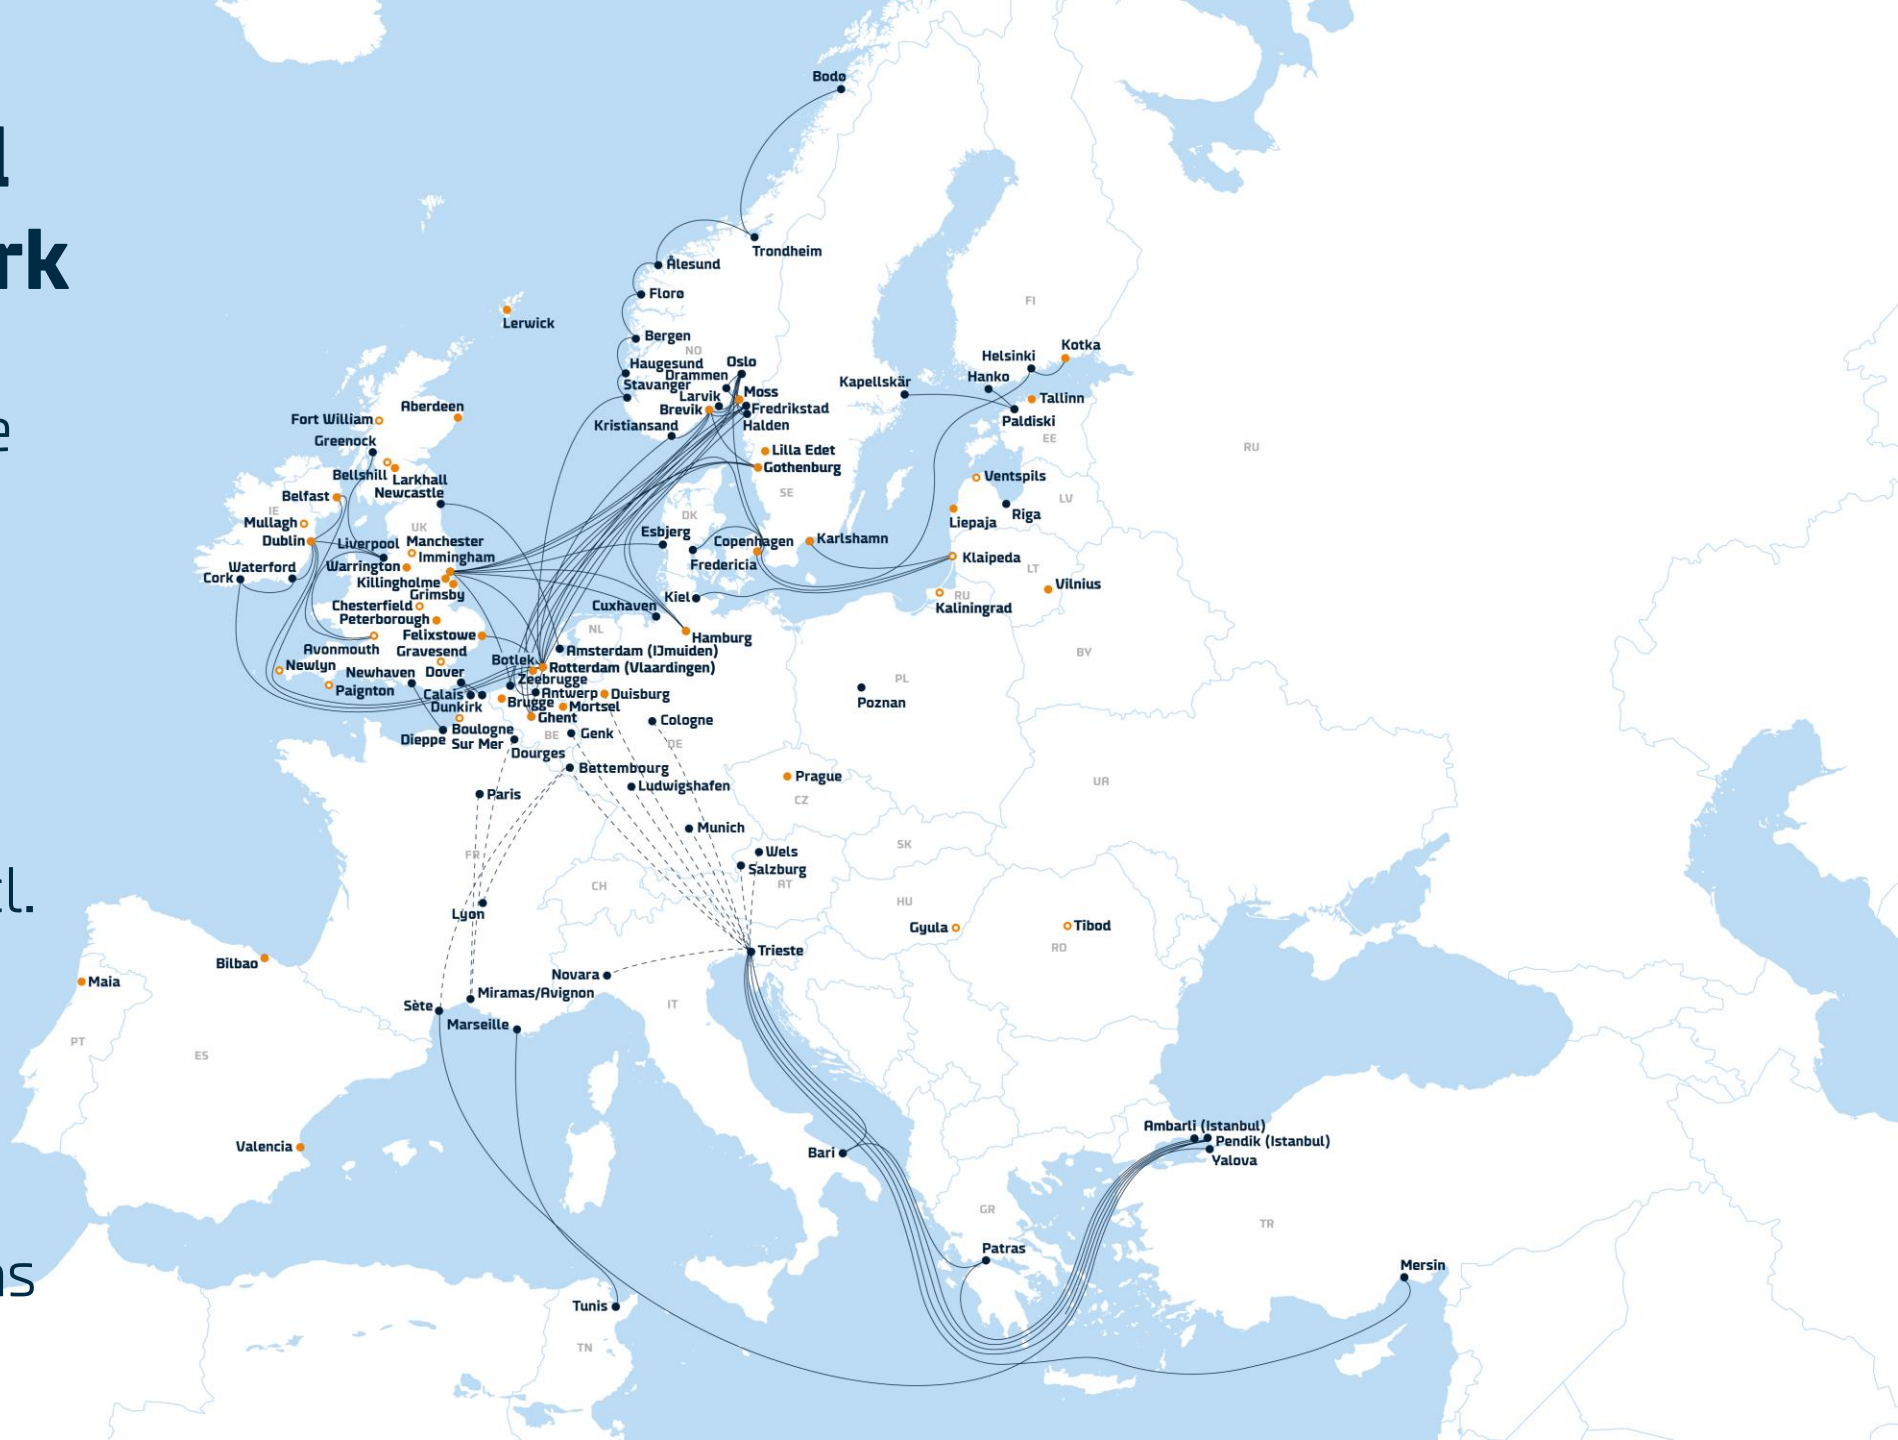 l
rk
e
tl.
ns
Bodø
Trondheim
Ålesund
Florø
Lerwick
Bergen
FI
NO
Haugesund
Oslo
Drammen
Stavanger
Larvik
Moss
Brevik
Fredrikstad
Kristiansand
Halden
Kapellskär
Helsinki
Kotka
Hanko
Tallinn
Paldiski
EE
RU
Fort William
Aberdeen
Greenock
Bellshill
Larkhall
Newcastle
Lilla Edet
Gothenburg
SE
Ventspils
LV
Riga
Liepaja
Belfast
IE
Mullagh
Dublin
UK
Liverpool
Manchester
Immingham
Warrington
Waterford
Cork
Killingholme
Grimsby
Chesterfield
Peterborough
Felixstowe
Avonmouth
Gravesend
Newlyn
Newhaven
Dover
Paignton
DK
Esbjerg
Copenhagen
Karlshamn
Fredericia
Klaipeda
LT
Vilnius
Kiel
RU
Kaliningrad
Cuxhaven
NL
Hamburg
Amsterdam (IJmuiden)
Botlek
Rotterdam (Vlaardingen)
Zeebrugge
Calais
Antwerp
Duisburg
Brugge
Mortsel
Dunkirk
Ghent
Boulogne
Sur Mer
Dieppe
BE
Genk
Cologne
DE
Dourges
Bettembourg
Ludwigshafen
PL
Poznan
BY
Prague
CZ
UA
Paris
Munich
FR
Wels
Salzburg
AT
SK
CH
HU
Lyon
Gyula
Tibod
RO
Trieste
Novara
Bilbao
Maia
Miramas/Avignon
Sète
Marseille
IT
PT
ES
Valencia
Bari
Ambarli (Istanbul)
Pendik (Istanbul)
Yalova
GR
TR
Patras
Mersin
Tunis
TN